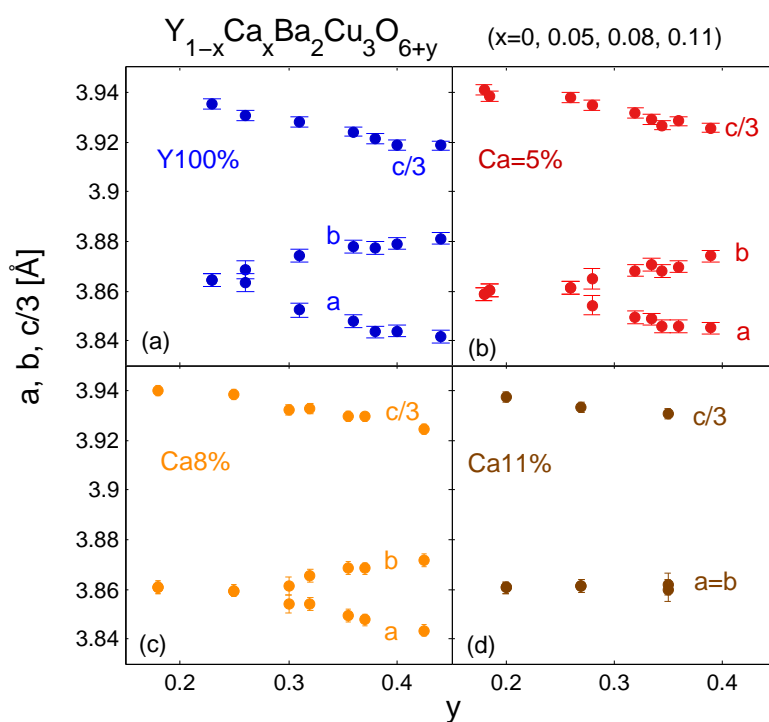 Y₁₋ₓCaₓBa₂Cu₃O₆₊y (x=0, 0.05, 0.08, 0.11)
a, b, c/3 [Å]
3.94
3.92
3.9
3.88
3.86
3.84
Y100%
c/3
b
a
(a)
Ca=5%
c/3
b
a
(b)
3.94
3.92
3.9
3.88
3.86
3.84
Ca8%
c/3
b
a
(c)
Ca11%
c/3
a=b
(d)
0.2 0.3 0.4 0.2 0.3 0.4
y